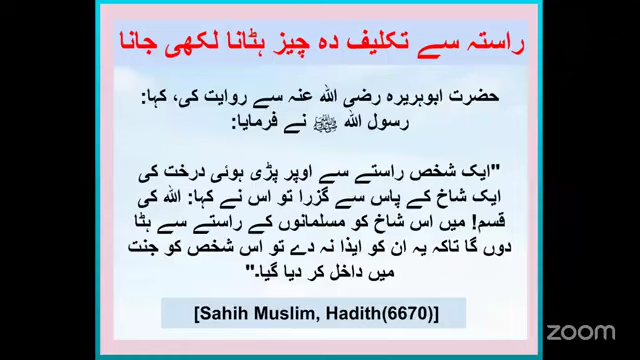 راستہ سے تکلیف دہ چیز ہٹانا لکھی جانا
حضرت ابوہریرہ رضی اللہ عنہ سے روایت کی، کہا:
رسول اللہ ﷺ نے فرمایا:
"ایک شخص راستے سے اوپر پڑی ہوئی درخت کی
ایک شاخ کے پاس سے گزرا تو اس نے کہا: اللہ کی
قسم! میں اس شاخ کو مسلمانوں کے راستے سے ہٹا
دوں گا تاکہ یہ ان کو ایذا نہ دے تو اس شخص کو جنت
میں داخل کر دیا گیا۔"
[Sahih Muslim, Hadith(6670)]
zoom